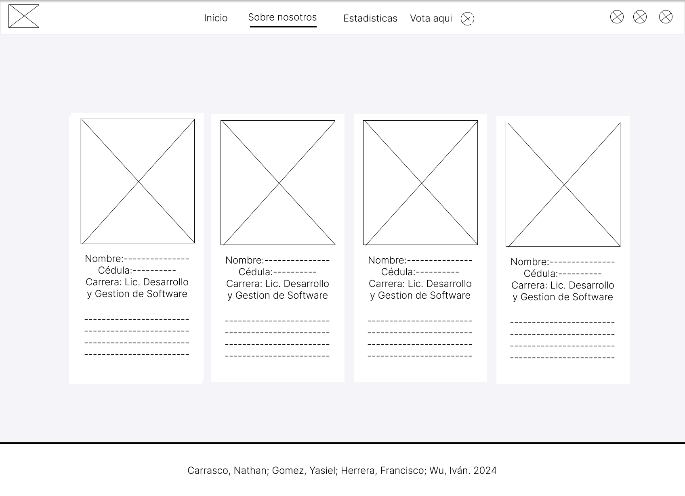 Inicio Sobre nosotros Estadisticas Vota aqui
Nombre:--------------
Cédula:----------
Carrera: Lic. Desarrollo
y Gestion de Software
Nombre:--------------
Cédula:----------
Carrera: Lic. Desarrollo
y Gestion de Software
Nombre:--------------
Cédula:----------
Carrera: Lic. Desarrollo
y Gestion de Software
Nombre:--------------
Cédula:----------
Carrera: Lic. Desarrollo
y Gestion de Software
Carrasco, Nathan; Gomez, Yasiel; Herrera, Francisco; Wu, Iván. 2024